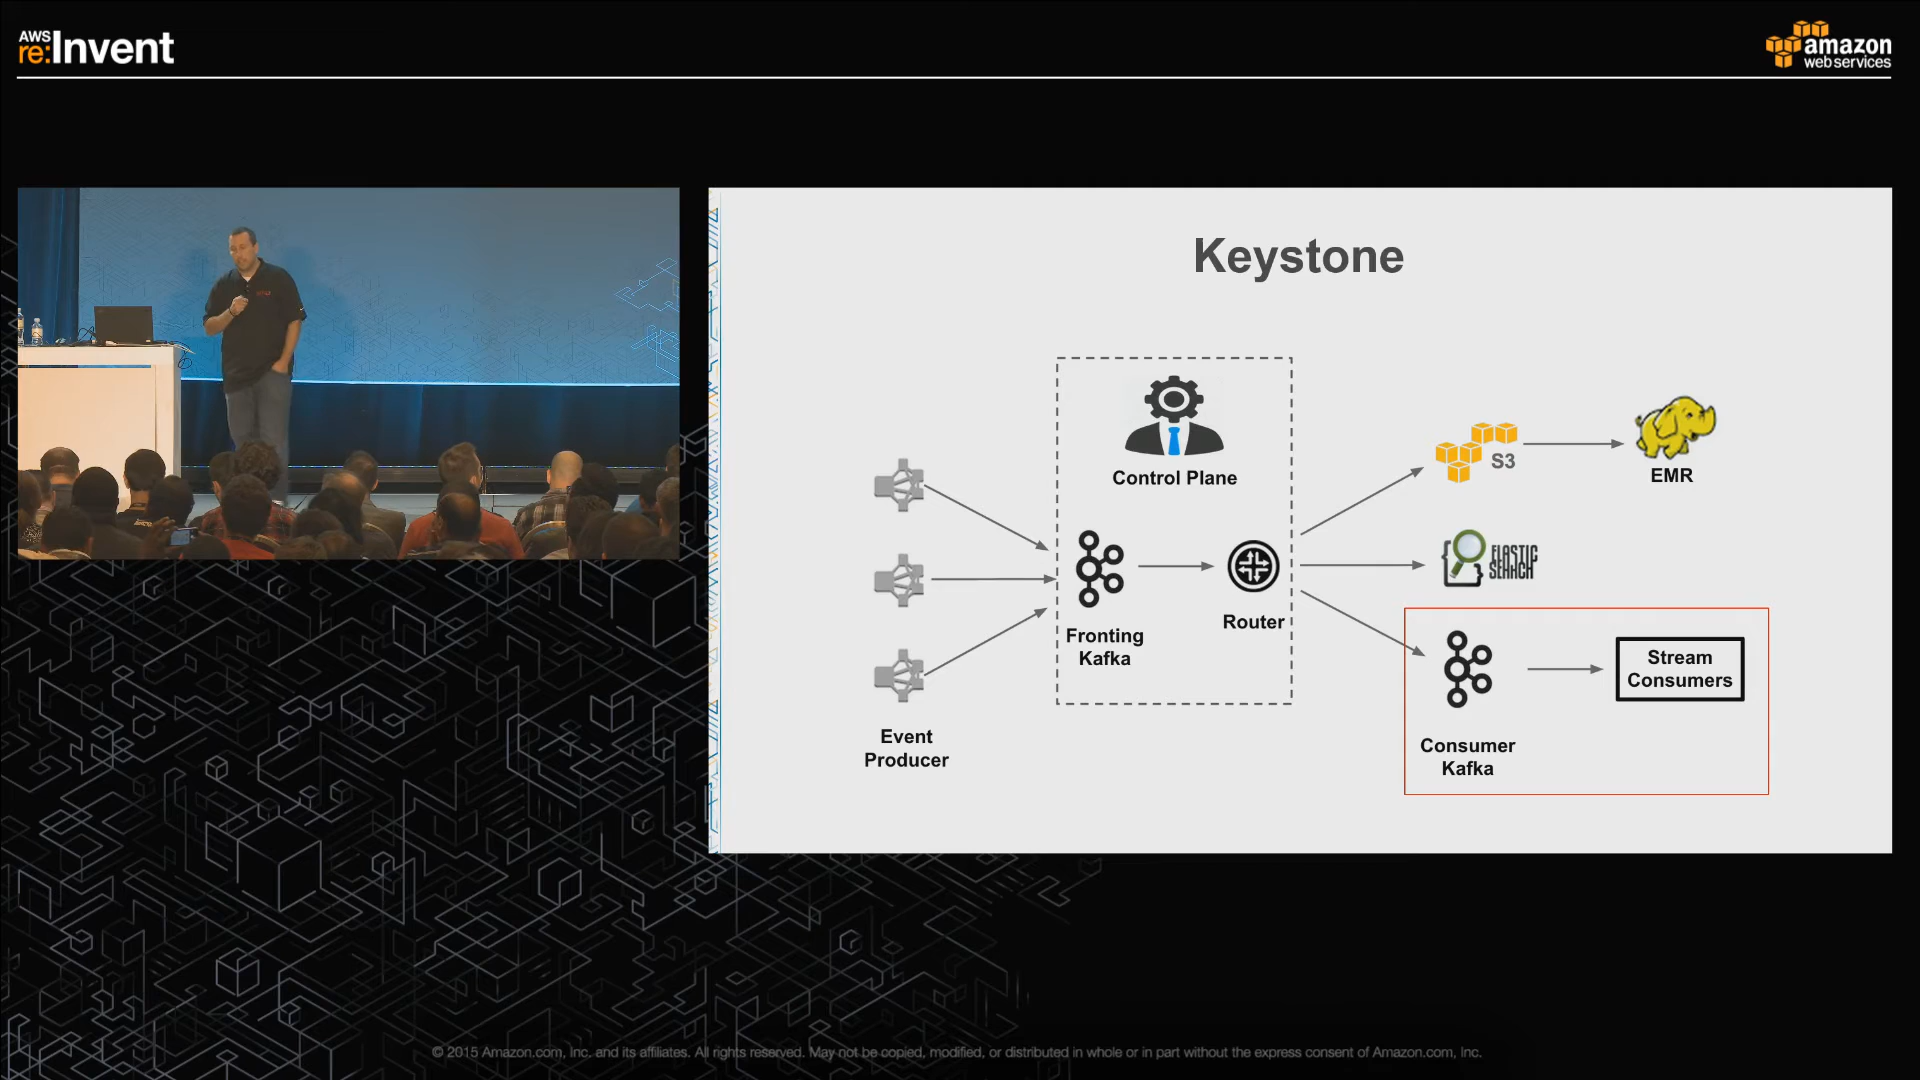 AWS
re:Invent
amazon
web services
Keystone
Control Plane
S3
EMR
Fronting
Kafka
Router
ELASTIC
SEARCH
Stream
Consumers
Event
Producer
Consumer
Kafka
© 2015 Amazon.com, Inc. and its affiliates. All rights reserved. May not be copied, modified, or distributed in whole or in part without the express consent of Amazon.com, Inc.